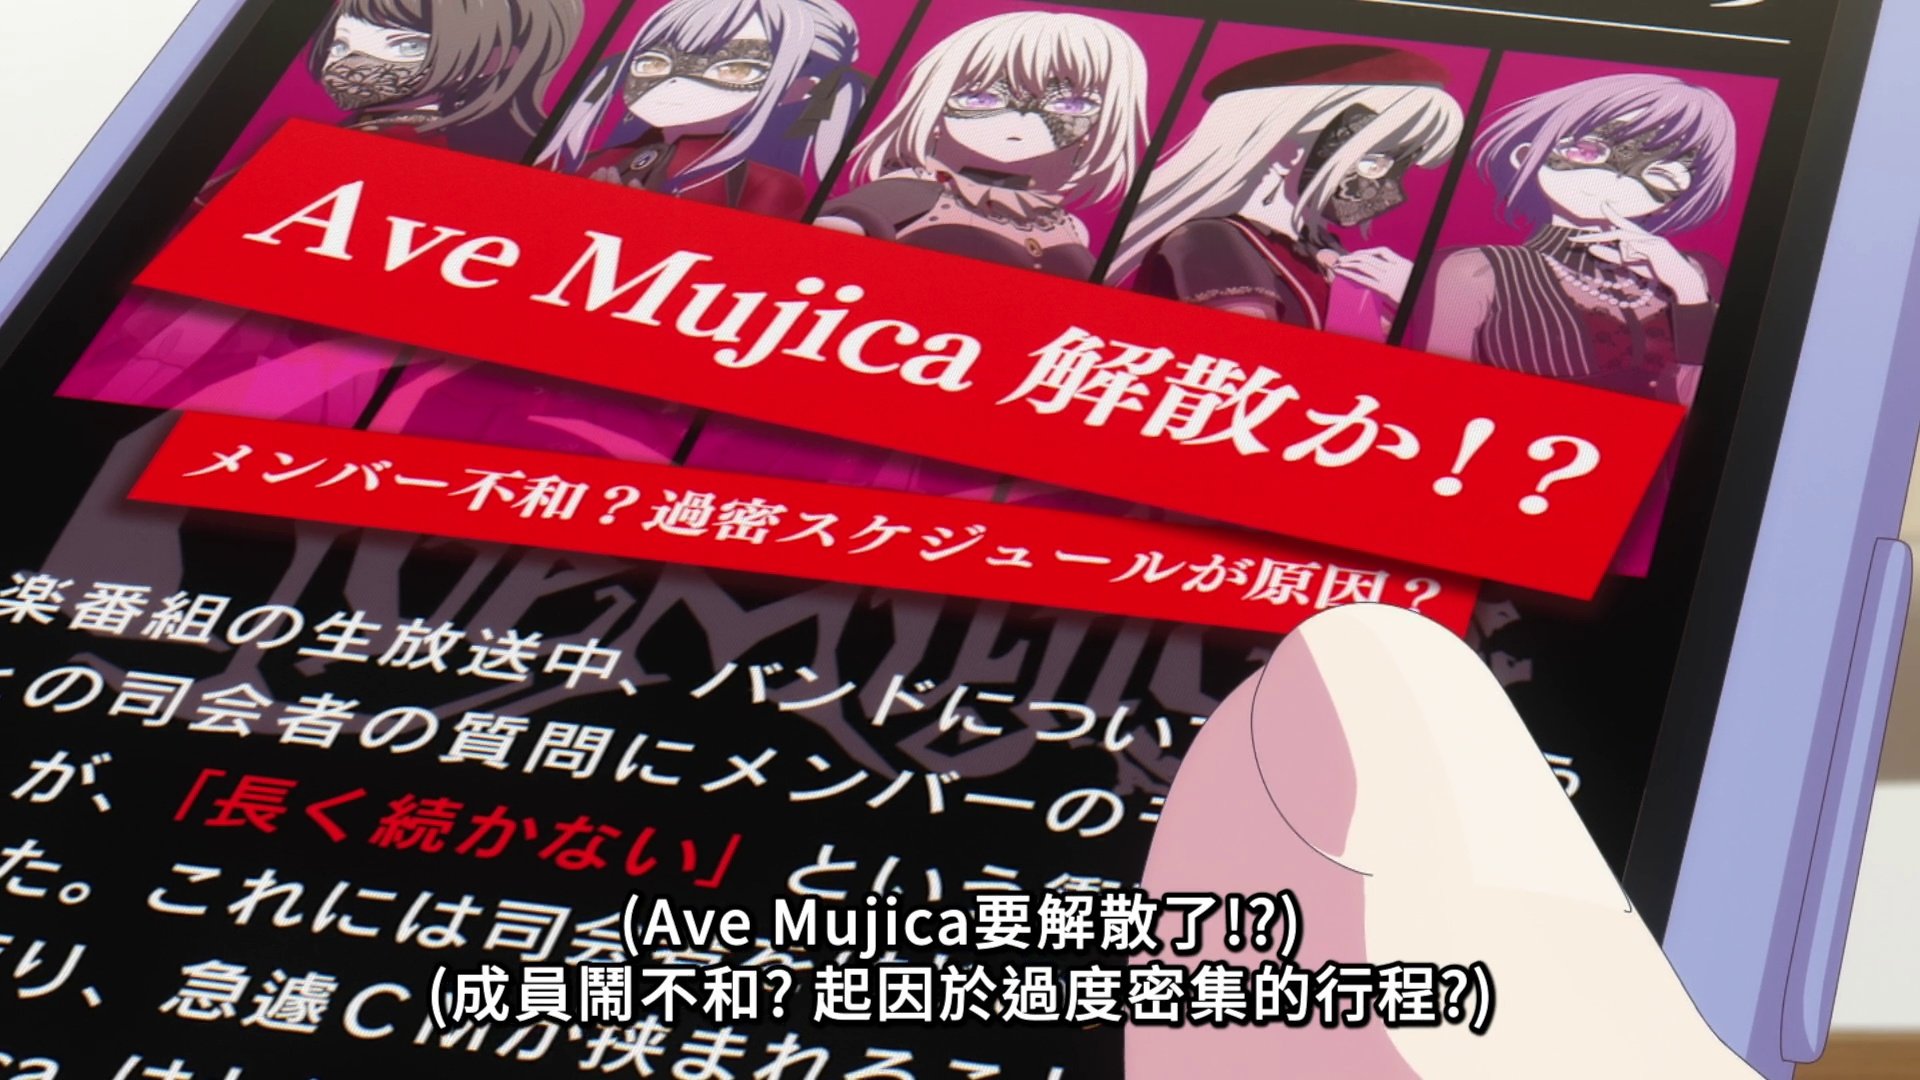 Ave Mujica 解散か!?
メンバー不和?過密スケジュールが原因?
楽番組の生放送中、バンドについて
の司会者の質問にメンバーの
が、「長く続かない」という
た。これには司会者
り、急遽CMが挟まれる
(Ave Mujica要解散了!?)
(成員鬧不和? 起因於過度密集的行程?)